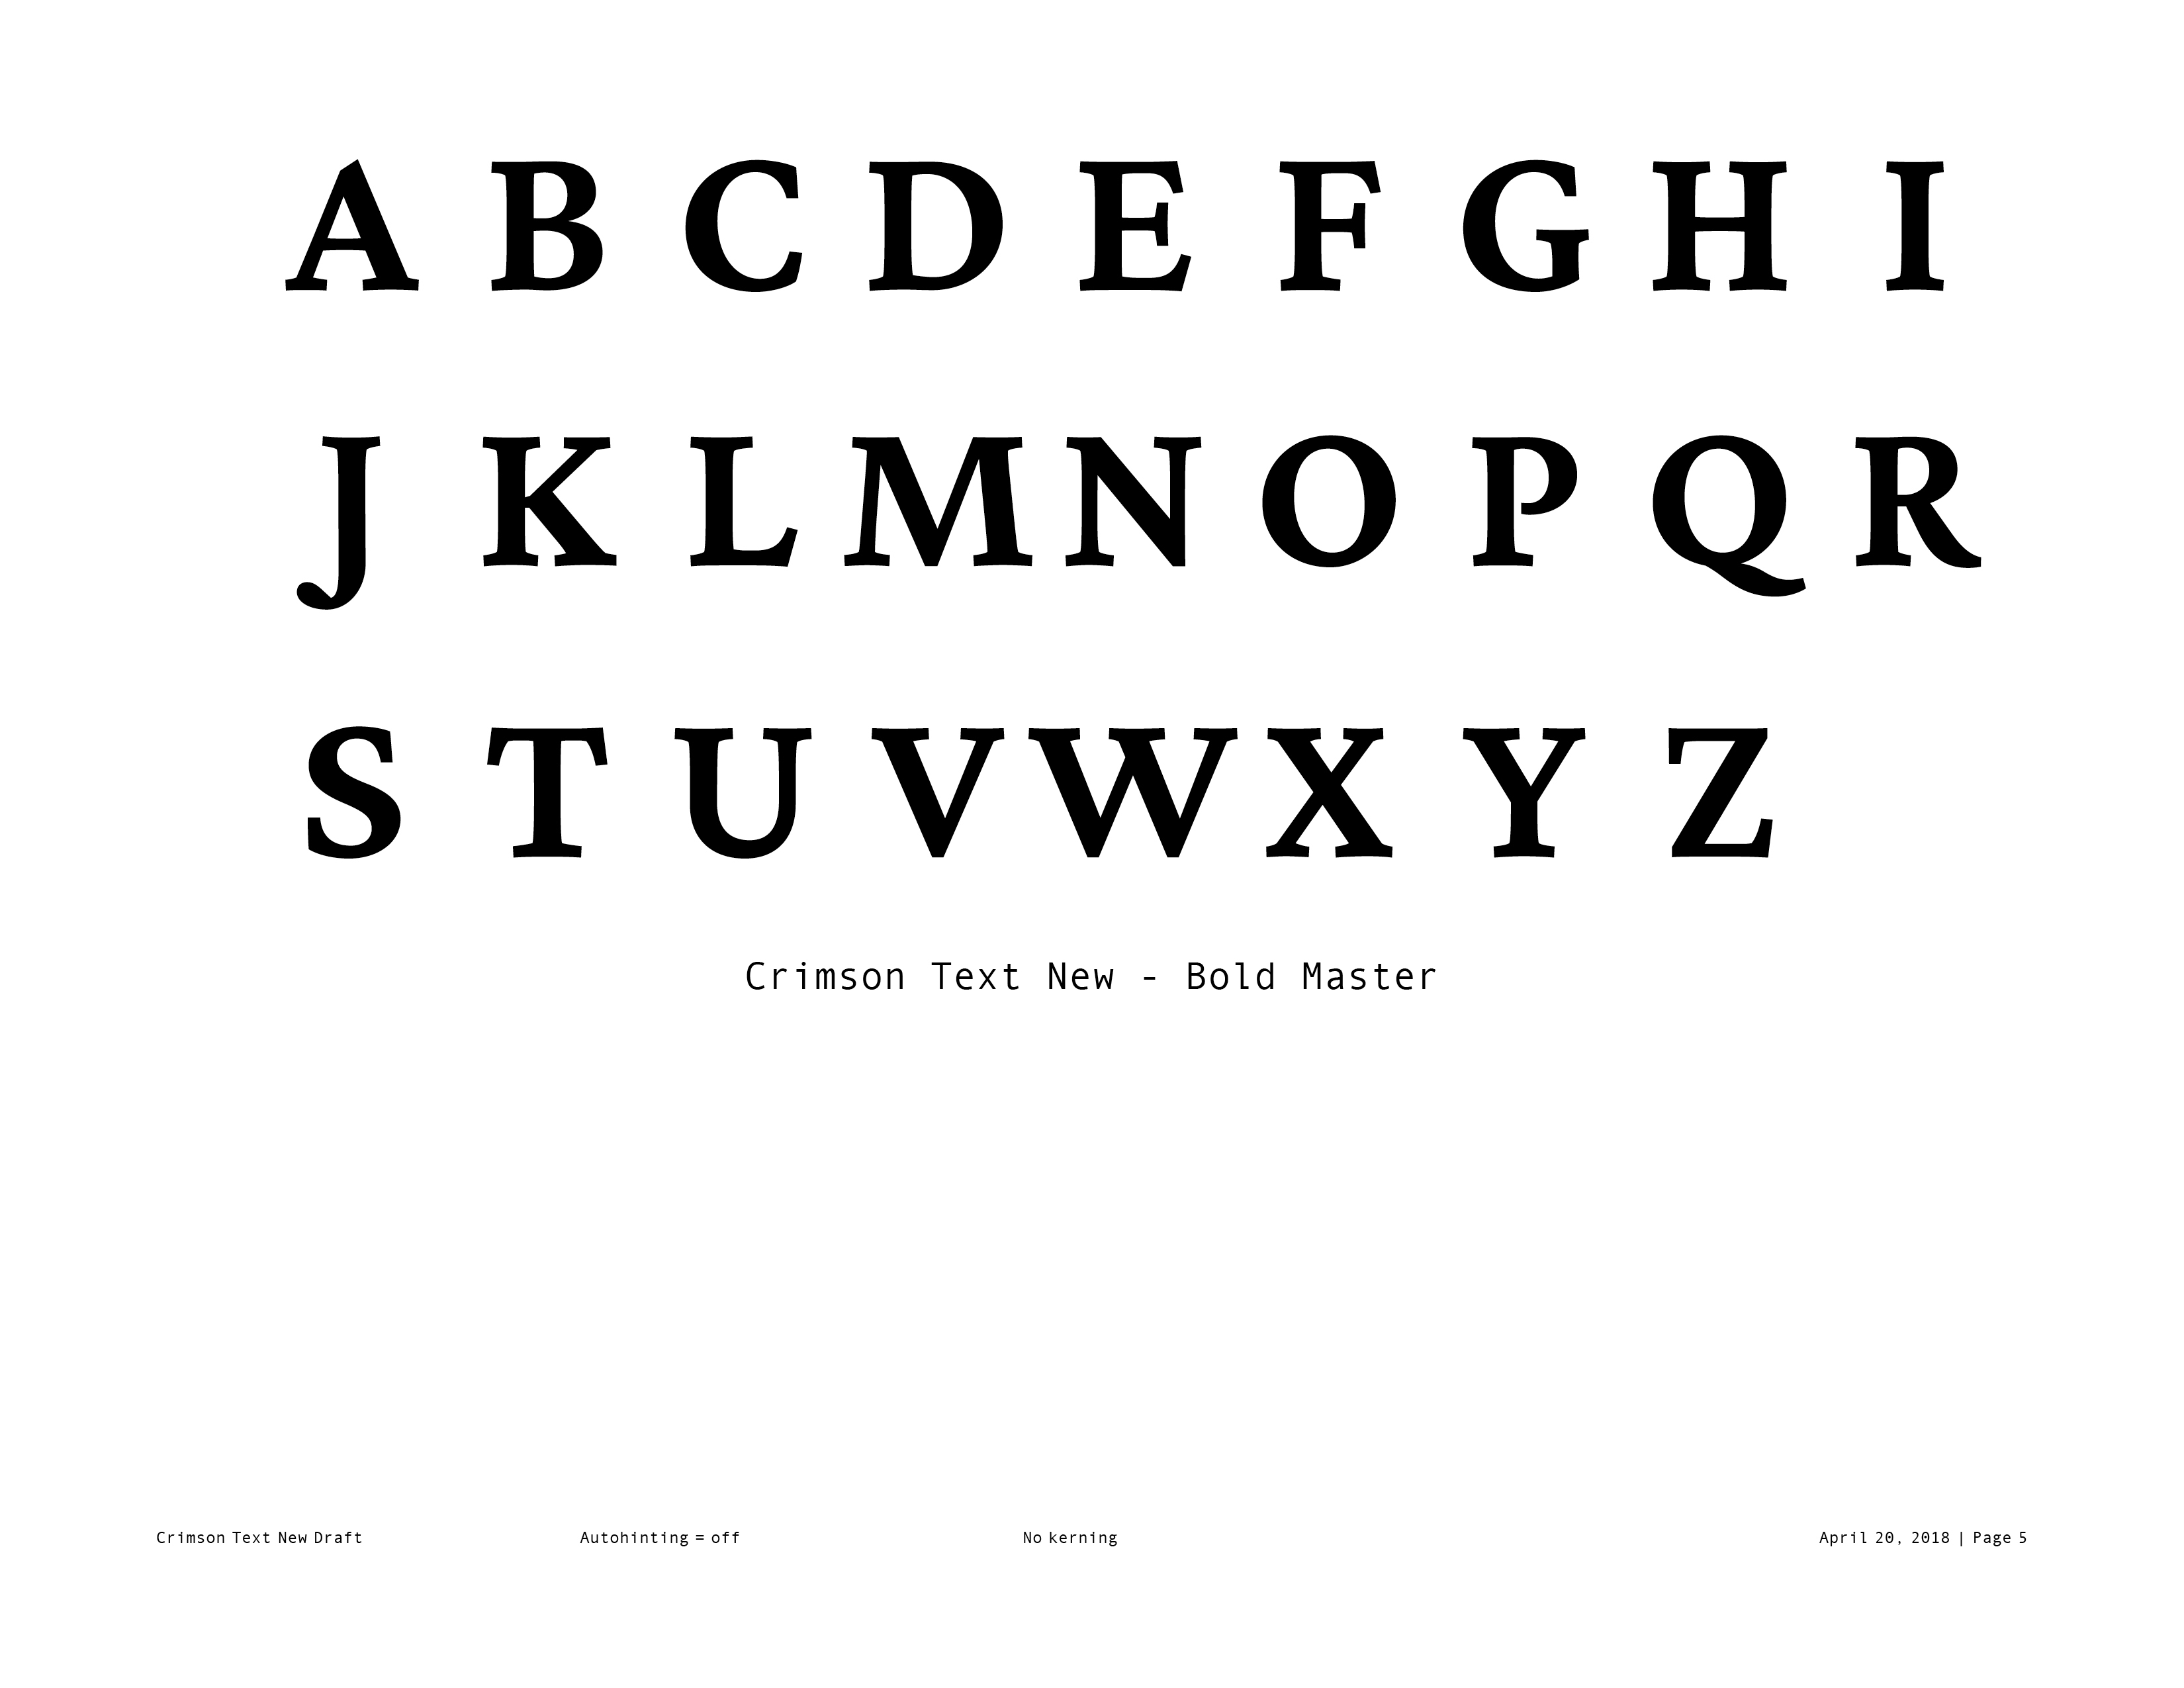 A B C D E F G H I
J K L M N O P Q R
S T U V W X Y Z
Crimson Text New - Bold Master
Crimson Text New Draft Autohinting = off No kerning April 20, 2018 | Page 5